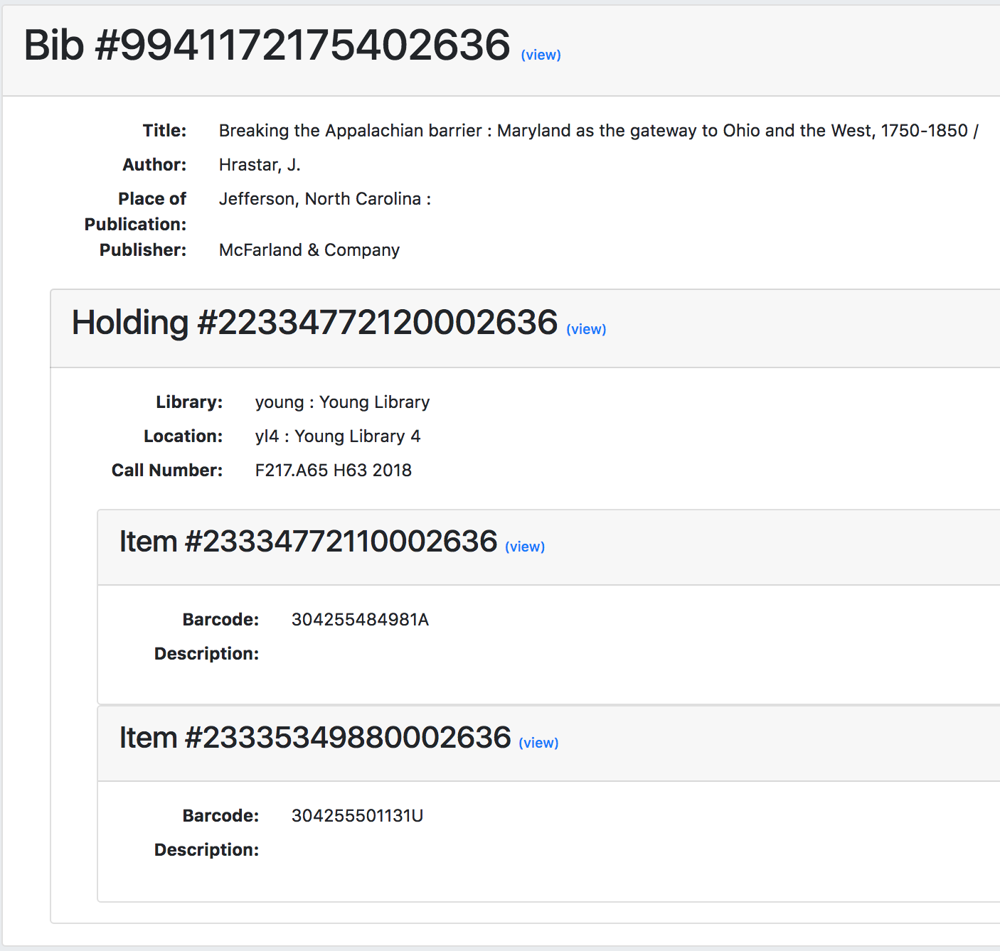 Bib #9941172175402636 (view)
Title: Breaking the Appalachian barrier : Maryland as the gateway to Ohio and the West, 1750-1850 /
Author: Hrastar, J.
Place of Publication: Jefferson, North Carolina :
Publisher: McFarland & Company
Holding #22334772120002636 (view)
Library: young : Young Library
Location: yl4 : Young Library 4
Call Number: F217.A65 H63 2018
Item #23334772110002636 (view)
Barcode: 304255484981A
Description:
Item #23335349880002636 (view)
Barcode: 304255501131U
Description: